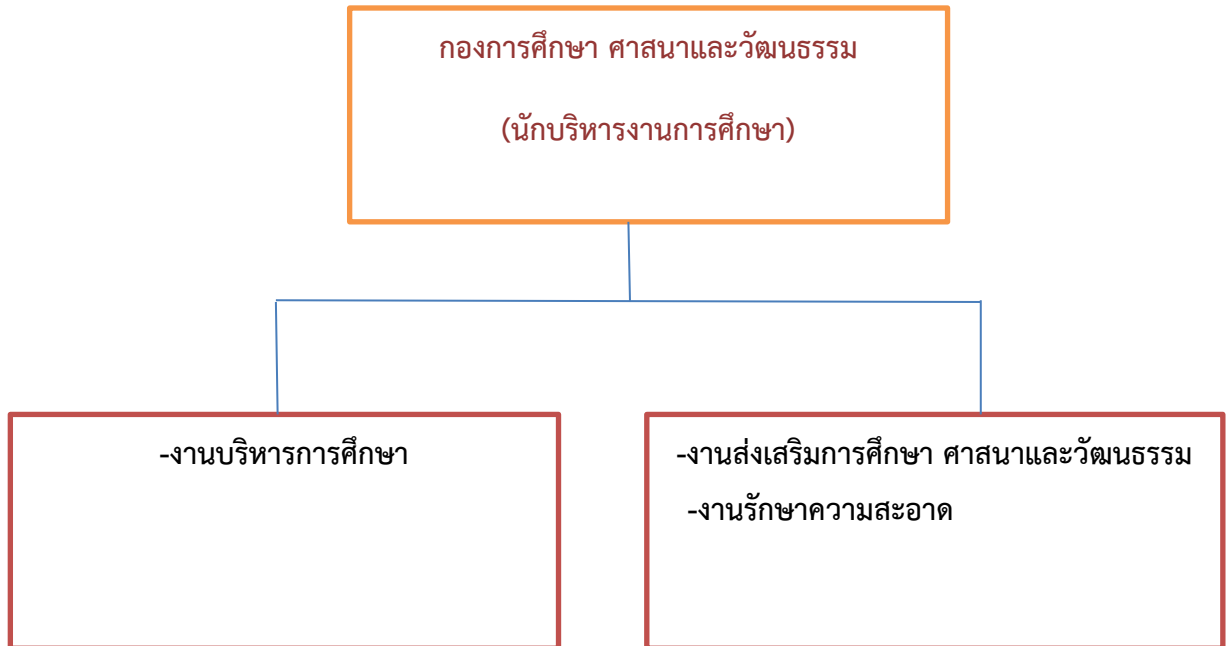 กองการศึกษา ศาสนาและวัฒนธรรม
(นักบริหารงานการศึกษา)
-งานบริหารการศึกษา
-งานส่งเสริมการศึกษา ศาสนาและวัฒนธรรม
-งานรักษาความสะอาด